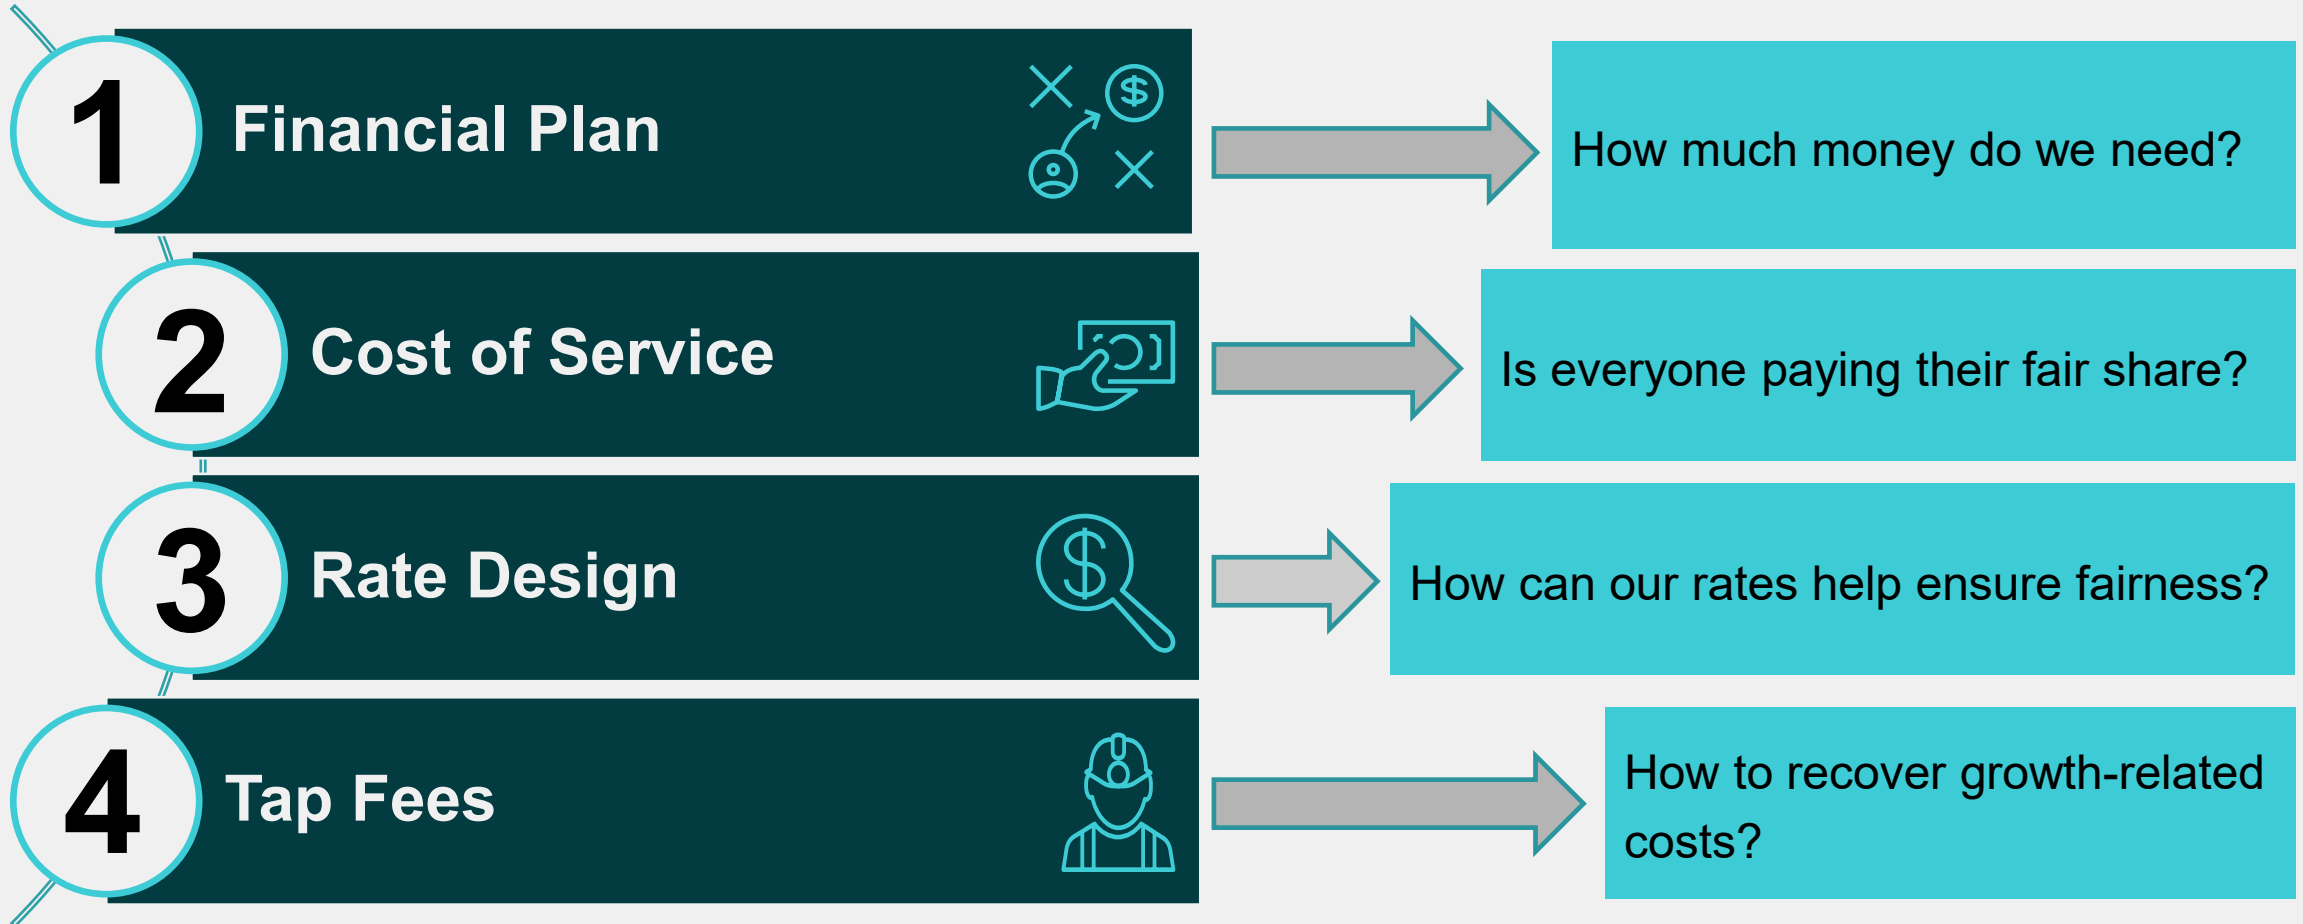 1
Financial Plan
How much money do we need?
2
Cost of Service
Is everyone paying their fair share?
3
Rate Design
How can our rates help ensure fairness?
4
Tap Fees
How to recover growth-related
costs?